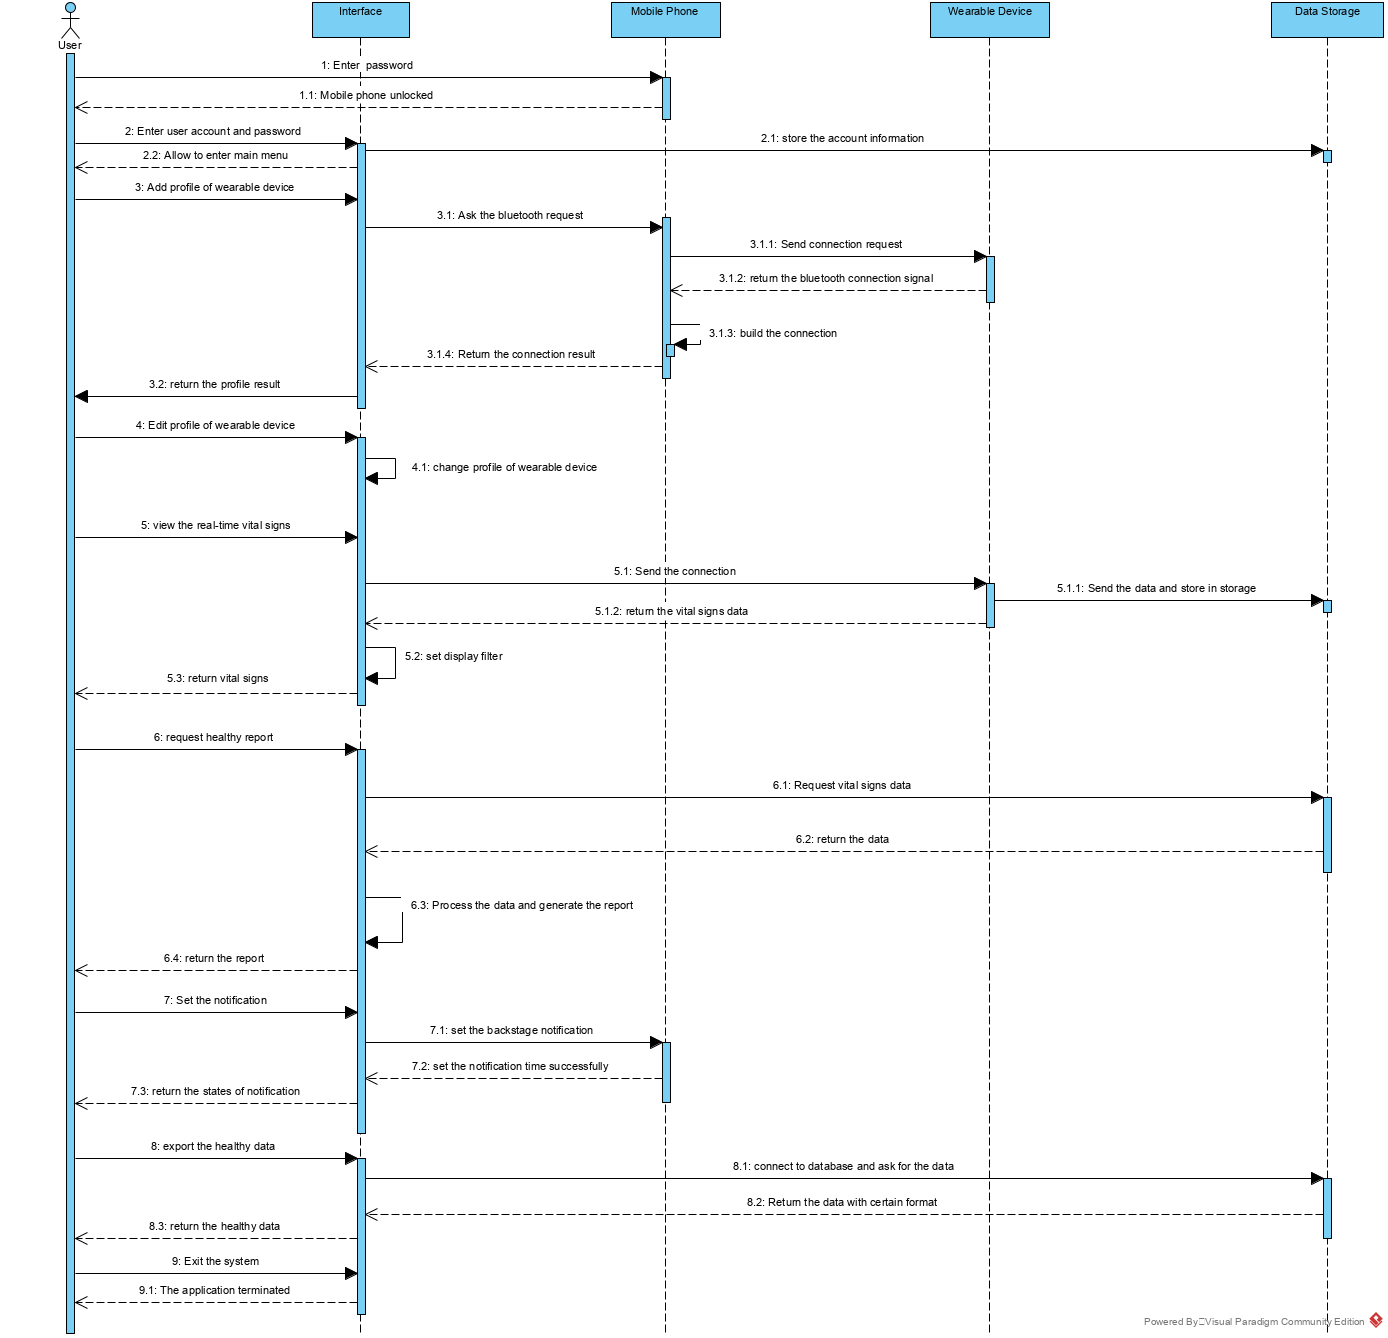 User
Interface
Mobile Phone
Wearable Device
Data Storage
1: Enter password
1.1: Mobile phone unlocked
2: Enter user account and password
2.1: store the account information
2.2: Allow to enter main menu
3: Add profile of wearable device
3.1: Ask the bluetooth request
3.1.1: Send connection request
3.1.2: return the bluetooth connection signal
3.1.3: build the connection
3.1.4: Return the connection result
3.2: return the profile result
4: Edit profile of wearable device
4.1: change profile of wearable device
5: view the real-time vital signs
5.1: Send the connection
5.1.1: Send the data and store in storage
5.1.2: return the vital signs data
5.2: set display filter
5.3: return vital signs
6: request healthy report
6.1: Request vital signs data
6.2: return the data
6.3: Process the data and generate the report
6.4: return the report
7: Set the notification
7.1: set the backstage notification
7.2: set the notification time successfully
7.3: return the states of notification
8: export the healthy data
8.1: connect to database and ask for the data
8.2: Return the data with certain format
8.3: return the healthy data
9: Exit the system
9.1: The application terminated
Powered By Visual Paradigm Community Edition